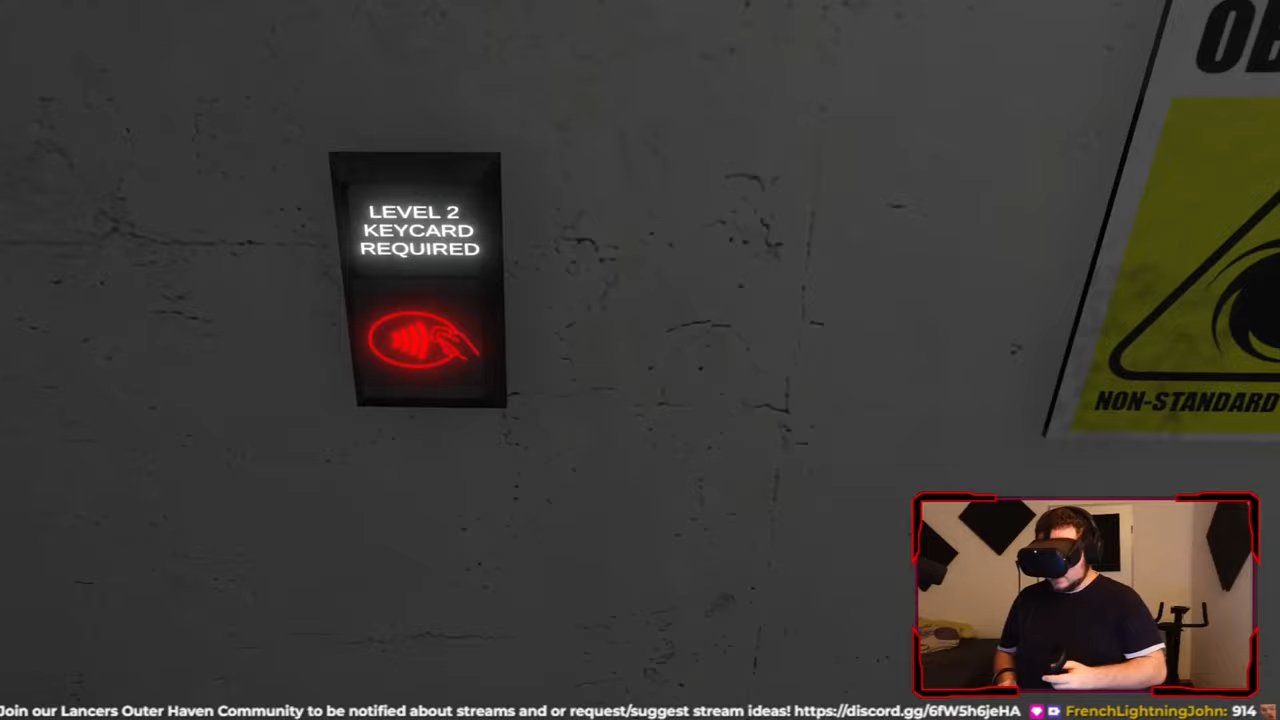 LEVEL 2
KEYCARD
REQUIRED
NON-STANDARD
Join our Lancers Outer Haven Community to be notified about streams and or request/suggest stream ideas! https://discord.gg/6fW5h6jeHA FrenchLightningJohn: 914